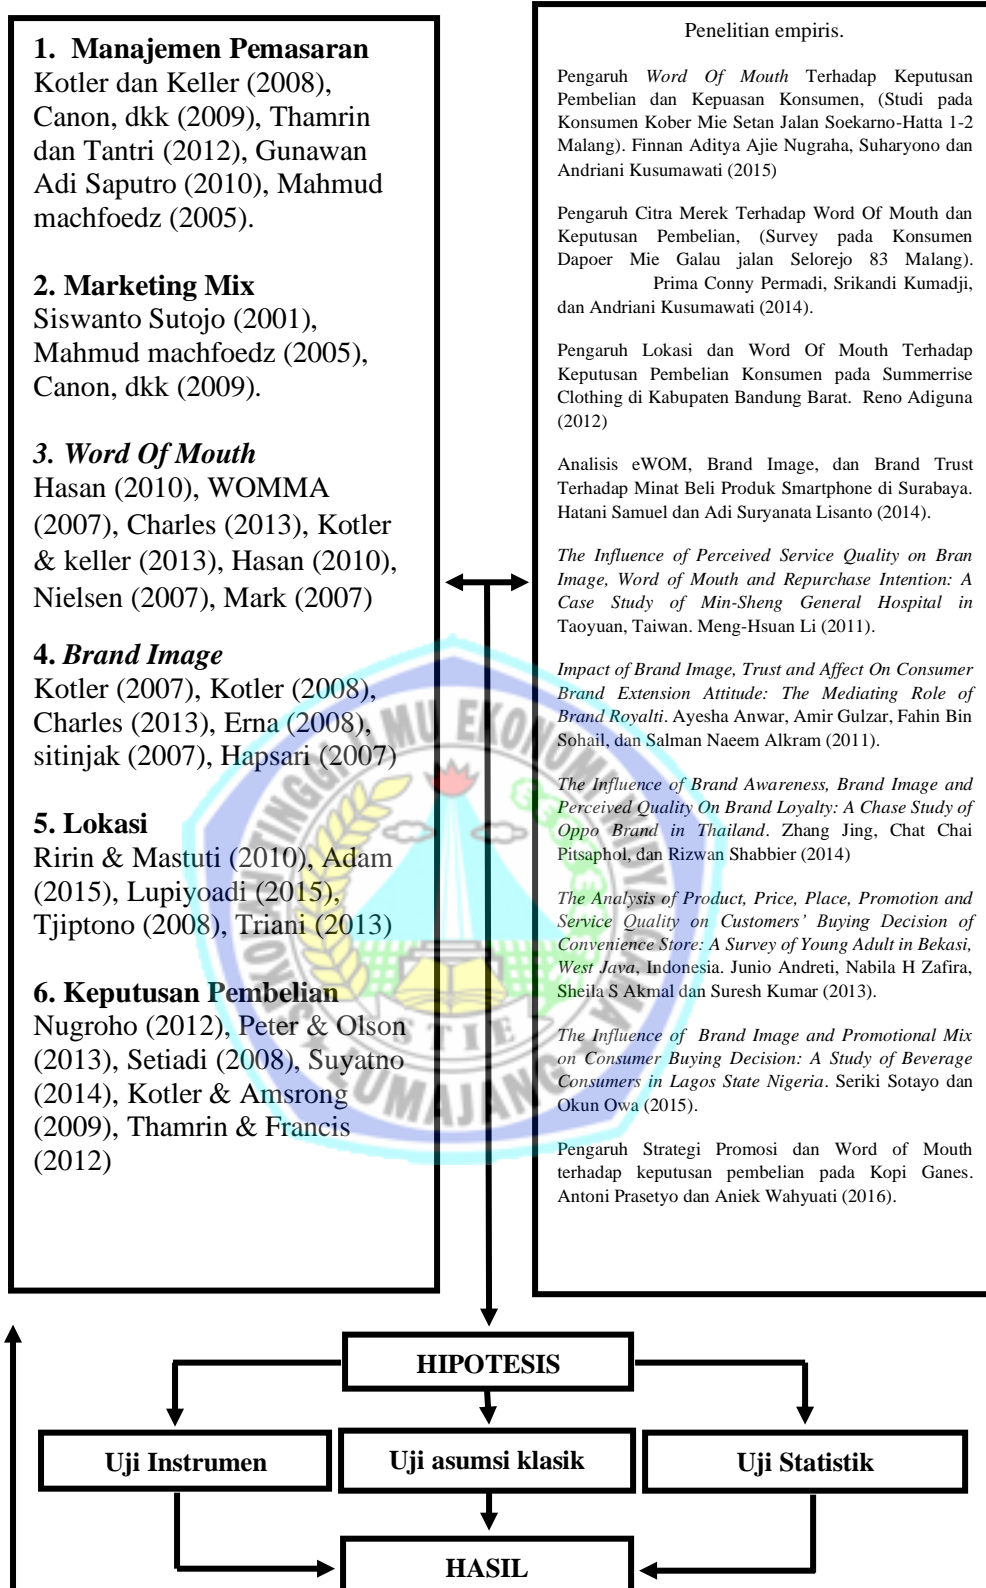 1. Manajemen Pemasaran
Kotler dan Keller (2008),
Canon, dkk (2009), Thamrin
dan Tantri (2012), Gunawan
Adi Saputro (2010), Mahmud
machfoedz (2005).
2. Marketing Mix
Siswanto Sutojo (2001),
Mahmud machfoedz (2005),
Canon, dkk (2009).
3. Word Of Mouth
Hasan (2010), WOMMA
(2007), Charles (2013), Kotler
& keller (2013), Hasan (2010),
Nielsen (2007), Mark (2007)
4. Brand Image
Kotler (2007), Kotler (2008),
Charles (2013), Erna (2008),
sitinjak (2007), Hapsari (2007)
5. Lokasi
Ririn & Mastuti (2010), Adam
(2015), Lupiyoadi (2015),
Tjiptono (2008), Triani (2013)
6. Keputusan Pembelian
Nugroho (2012), Peter & Olson
(2013), Setiadi (2008), Suyatno
(2014), Kotler & Amsrong
(2009), Thamrin & Francis
(2012)
Penelitian empiris.
Pengaruh Word Of Mouth Terhadap Keputusan
Pembelian dan Kepuasan Konsumen, (Studi pada
Konsumen Kober Mie Setan Jalan Soekarno-Hatta 1-2
Malang). Finnan Aditya Ajie Nugraha, Suharyono dan
Andriani Kusumawati (2015)
Pengaruh Citra Merek Terhadap Word Of Mouth dan
Keputusan Pembelian, (Survey pada Konsumen
Dapoer Mie Galau jalan Selorejo 83 Malang).
Prima Conny Permadi, Srikandi Kumadji,
dan Andriani Kusumawati (2014).
Pengaruh Lokasi dan Word Of Mouth Terhadap
Keputusan Pembelian Konsumen pada Summerrise
Clothing di Kabupaten Bandung Barat. Reno Adiguna
(2012)
Analisis eWOM, Brand Image, dan Brand Trust
Terhadap Minat Beli Produk Smartphone di Surabaya.
Hatani Samuel dan Adi Suryanata Lisanto (2014).
The Influence of Perceived Service Quality on Bran
Image, Word of Mouth and Repurchase Intention: A
Case Study of Min-Sheng General Hospital in
Taoyuan, Taiwan. Meng-Hsuan Li (2011).
Impact of Brand Image, Trust and Affect On Consumer
Brand Extension Attitude: The Mediating Role of
Brand Royalti. Ayesha Anwar, Amir Gulzar, Fahin Bin
Sohail, dan Salman Naeem Alkram (2011).
The Influence of Brand Awareness, Brand Image and
Perceived Quality On Brand Loyalty: A Chase Study of
Oppo Brand in Thailand. Zhang Jing, Chat Chai
Pitsaphol, dan Rizwan Shabbier (2014)
The Analysis of Product, Price, Place, Promotion and
Service Quality on Customers' Buying Decision of
Convenience Store: A Survey of Young Adult in Bekasi,
West Java, Indonesia. Junio Andreti, Nabila H Zafira,
Sheila S Akmal dan Suresh Kumar (2013).
The Influence of Brand Image and Promotional Mix
on Consumer Buying Decision: A Study of Beverage
Consumers in Lagos State Nigeria. Seriki Sotayo dan
Okun Owa (2015).
Pengaruh Strategi Promosi dan Word of Mouth
terhadap keputusan pembelian pada Kopi Ganes.
Antoni Prasetyo dan Aniek Wahyuati (2016).
STIE
HIPOTESIS
Uji Instrumen
Uji asumsi klasik
Uji Statistik
HASIL